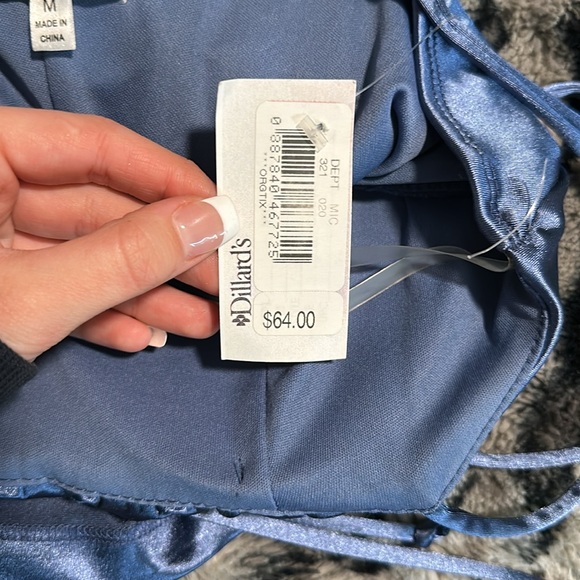 M
MADE IN
CHINA
DEPT MIC
321 020
0 887840 467725
***ORGTIX***
Dillard's
$64.00